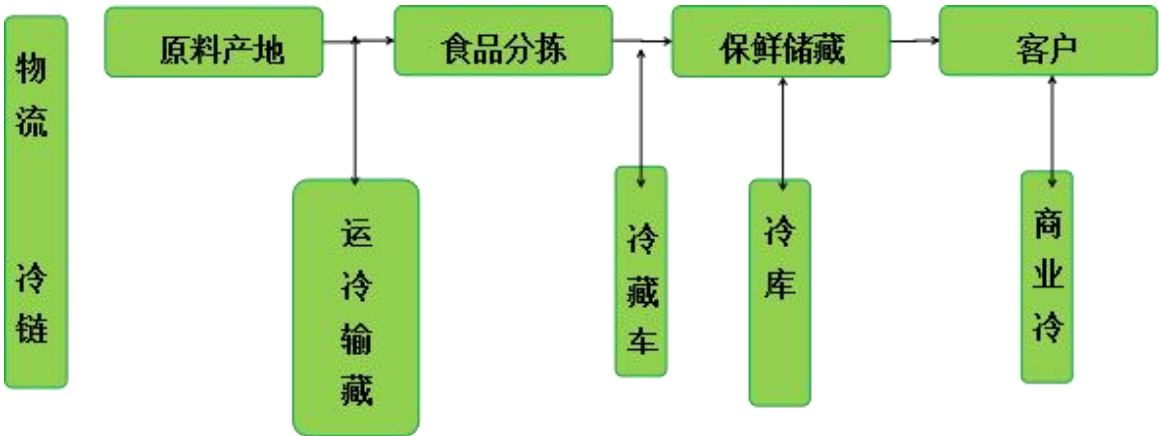 物流 冷链
原料产地
食品分拣
保鲜储藏
客户
运冷输藏
冷藏车
冷库
商业冷